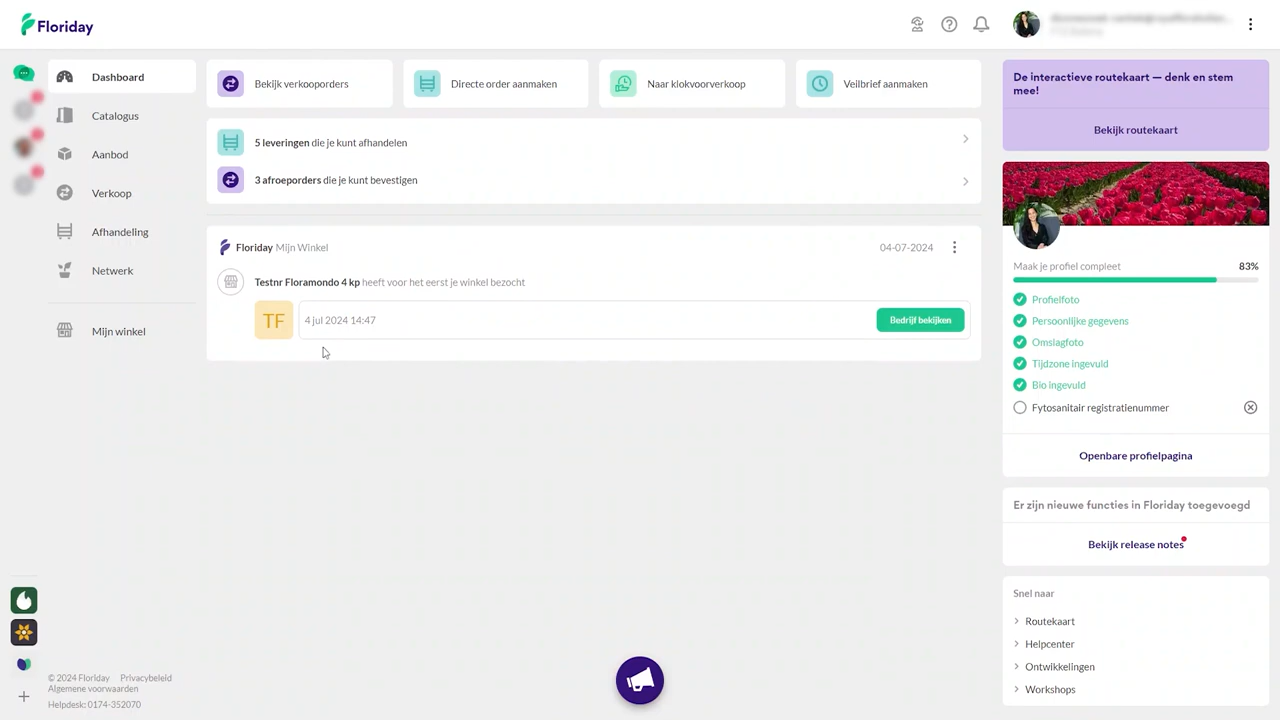 Floriday
Dashboard
Catalogus
Aanbod
Verkoop
Afhandeling
Netwerk
Mijn winkel
Bekijk verkooporders
Directe order aanmaken
Naar klokvoorverkoop
Veilbrief aanmaken
5 leveringen die je kunt afhandelen
3 afroeporders die je kunt bevestigen
Floriday Mijn Winkel
04-07-2024
Testnr Floramondo 4 kp heeft voor het eerst je winkel bezocht
TF
4 jul 2024 14:47
Bedrijf bekijken
De interactieve routekaart — denk en stem
mee!
Bekijk routekaart
Maak je profiel compleet
83%
Profielfoto
Persoonlijke gegevens
Omslagfoto
Tijdzone ingevuld
Bio ingevuld
Fytosanitair registratienummer
Openbare profielpagina
Er zijn nieuwe functies in Floriday toegevoegd
Bekijk release notes
Snel naar
Routekaart
Helpcenter
Ontwikkelingen
Workshops
© 2024 Floriday Privacybeleid
Algemene voorwaarden
Helpdesk: 0174-352070